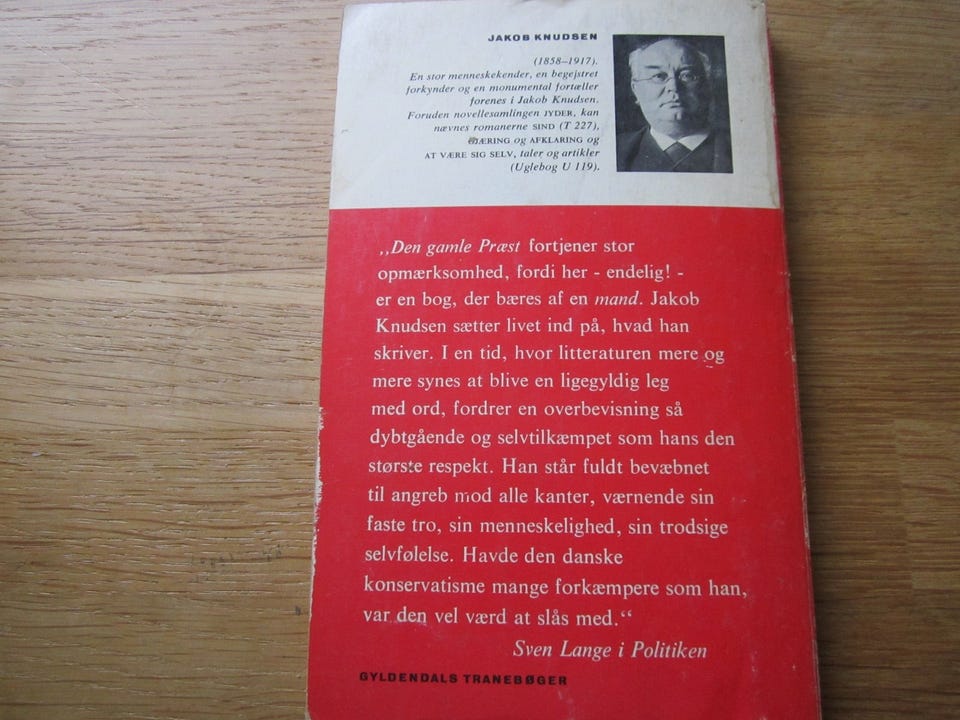 JAKOB KNUDSEN
(1858–1917).
En stor menneskekender, en begejstret
forkynder og en monumental fortæller
forenes i Jakob Knudsen.
Foruden novellesamlingen JYDER, kan
nævnes romanerne SIND (T 227),
GÆRING og AFKLARING og
AT VÆRE SIG SELV, taler og artikler
(Uglebog U 119).
„Den gamle Præst fortjener stor
opmærksomhed, fordi her - endelig! -
er en bog, der bæres af en mand. Jakob
Knudsen sætter livet ind på, hvad han
skriver. I en tid, hvor litteraturen mere og
mere synes at blive en ligegyldig leg
med ord, fordrer en overbevisning så
dybtgående og selvtilkæmpet som hans den
største respekt. Han står fuldt bevæbnet
til angreb mod alle kanter, værnende sin
faste tro, sin menneskelighed, sin trodsige
selvfølelse. Havde den danske
konservatisme mange forkæmpere som han,
var den vel værd at slås med.“
Sven Lange i Politiken
GYLDENDALS TRANEBØGER